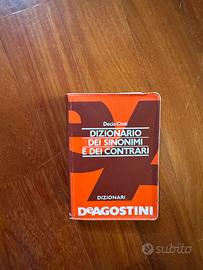 Decio Cinti
DIZIONARIO
DEI SINONIMI
E DEI CONTRARI
DIZIONARI
DeAGOSTINI
subito